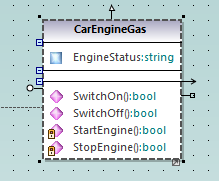 CarEngineGas
EngineStatus:string
SwitchOn():bool
SwitchOff():bool
StartEngine():bool
StopEngine():bool